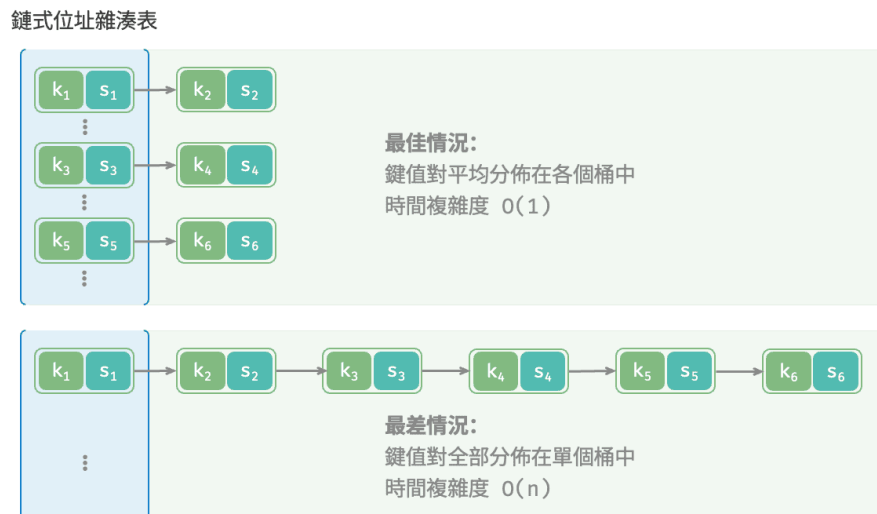 鏈式位址雜湊表
k₁ s₁ k₂ s₂
k₃ s₃ k₄ s₄
k₅ s₅ k₆ s₆
最佳情況:
鍵值對平均分佈在各個桶中
時間複雜度 O(1)
k₁ s₁ k₂ s₂ k₃ s₃ k₄ s₄ k₅ s₅ k₆ s₆
最差情況:
鍵值對全部分佈在單個桶中
時間複雜度 O(n)